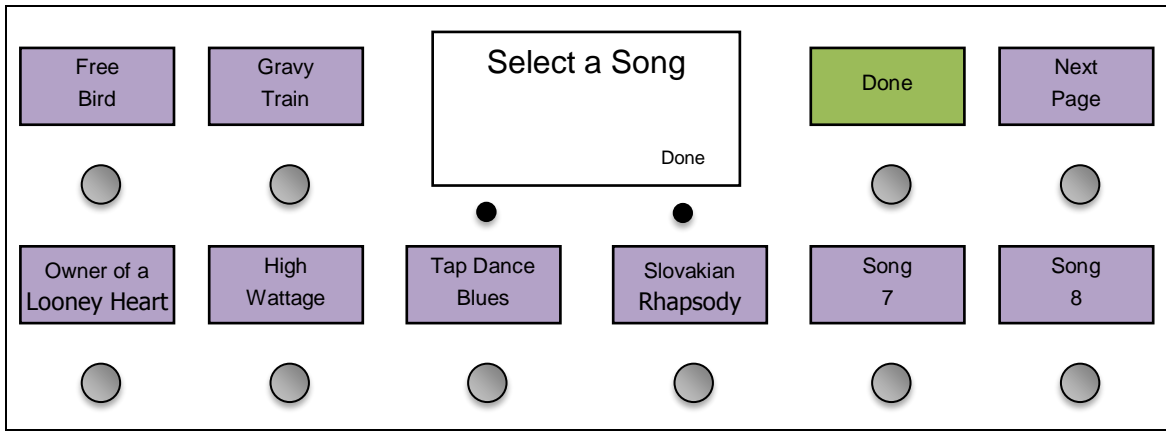 Free
Bird
Gravy
Train
Select a Song
Done
Done
Next
Page
Owner of a
Looney Heart
High
Wattage
Tap Dance
Blues
Slovakian
Rhapsody
Song
7
Song
8